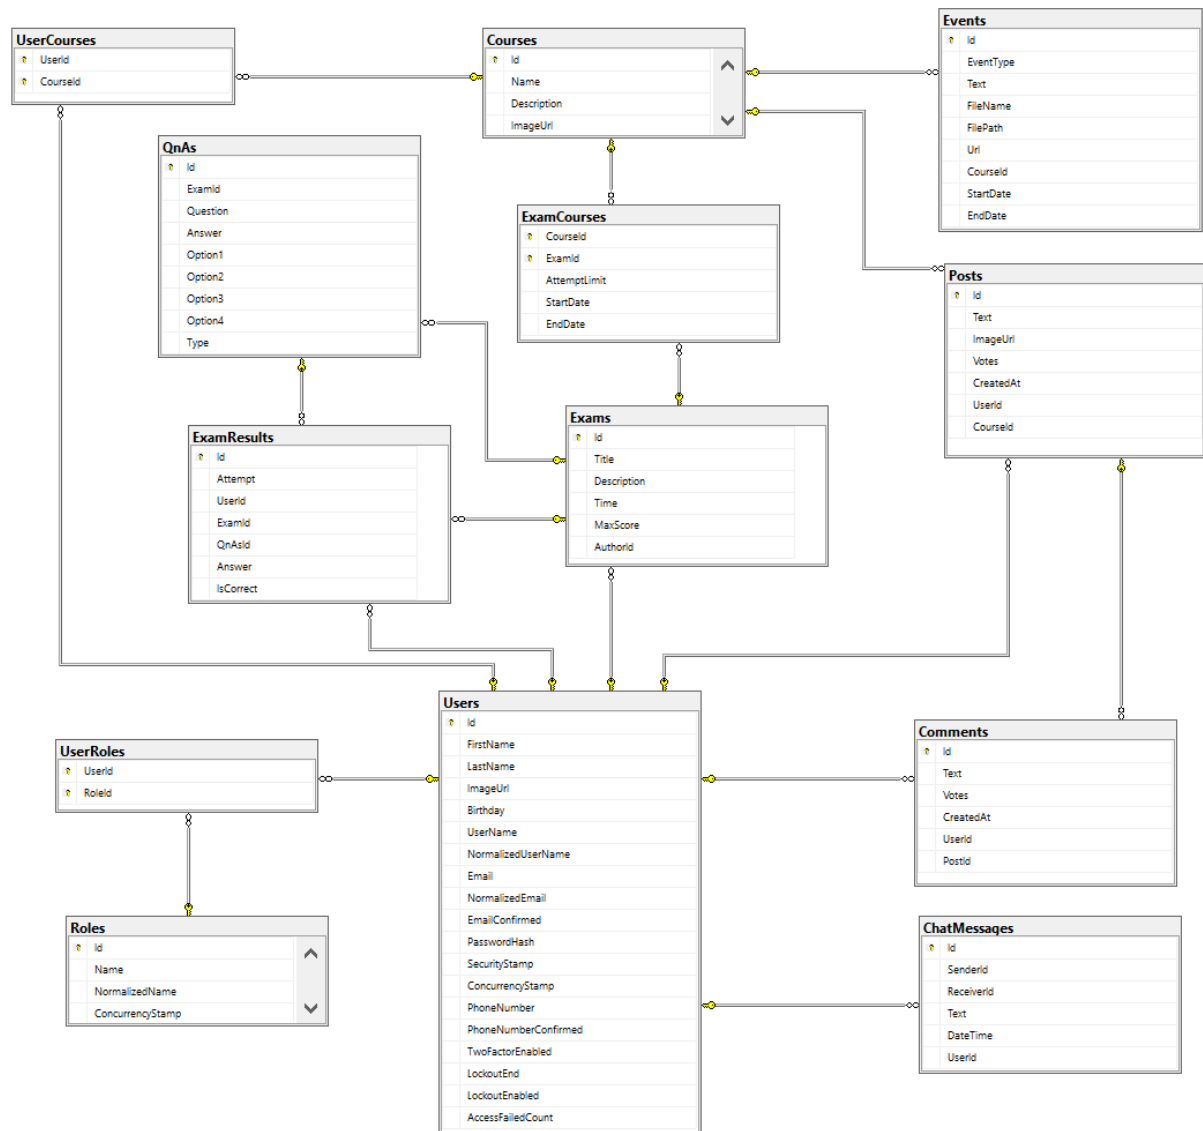 UserCourses
UserId
CourseId
Courses
Id
Name
Description
ImageUrl
Events
Id
EventType
Text
FileName
FilePath
Url
CourseId
StartDate
EndDate
QnAs
Id
ExamId
Question
Answer
Option1
Option2
Option3
Option4
Type
ExamCourses
CourseId
ExamId
AttemptLimit
StartDate
EndDate
Posts
Id
Text
ImageUrl
Votes
CreatedAt
UserId
CourseId
ExamResults
Id
Attempt
UserId
ExamId
QnAsId
Answer
IsCorrect
Exams
Id
Title
Description
Time
MaxScore
AuthorId
Users
Id
FirstName
LastName
ImageUrl
Birthday
UserName
NormalizedUserName
Email
NormalizedEmail
EmailConfirmed
PasswordHash
SecurityStamp
ConcurrencyStamp
PhoneNumber
PhoneNumberConfirmed
TwoFactorEnabled
LockoutEnd
LockoutEnabled
AccessFailedCount
UserRoles
UserId
RoleId
Roles
Id
Name
NormalizedName
ConcurrencyStamp
Comments
Id
Text
Votes
CreatedAt
UserId
PostId
ChatMessages
Id
SenderId
ReceiverId
Text
DateTime
UserId